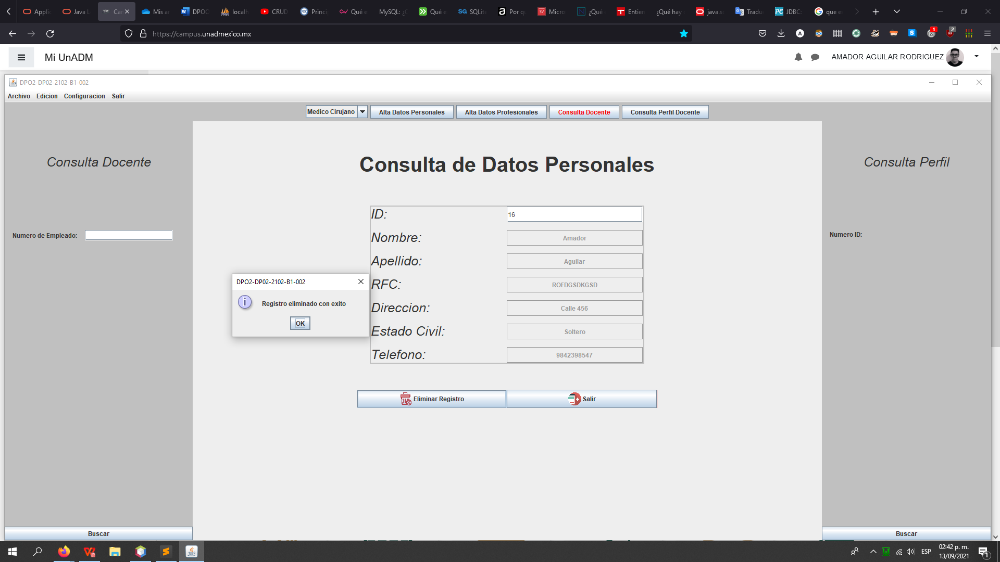 Applic
Java L
Car
Mis ar
DPOO
localh
CRUD
Princi
Qué e
MySQL: ¿C
Qué e
SQLite
Por qu
Micro
¿Qué
Entien
¿Qué hay
java.sc
Tradu
JDBC:
que es
https://campus.unadmexico.mx
Mi UnADM
AMADOR AGUILAR RODRIGUEZ
DPO2-DP02-2102-B1-002
Archivo Edicion Configuracion Salir
Medico Cirujano
Alta Datos Personales
Alta Datos Profesionales
Consulta Docente
Consulta Perfil Docente
Consulta Docente
Consulta de Datos Personales
Consulta Perfil
ID: 16
Nombre: Amador
Numero de Empleado:
Numero ID:
Apellido: Aguilar
RFC: ROFDGSDKGSD
DPO2-DP02-2102-B1-002
Registro eliminado con exito
OK
Direccion: Calle 456
Estado Civil: Soltero
Telefono: 9842398547
Eliminar Registro
Salir
Buscar
Buscar
ESP
02:42 p. m.
13/09/2021